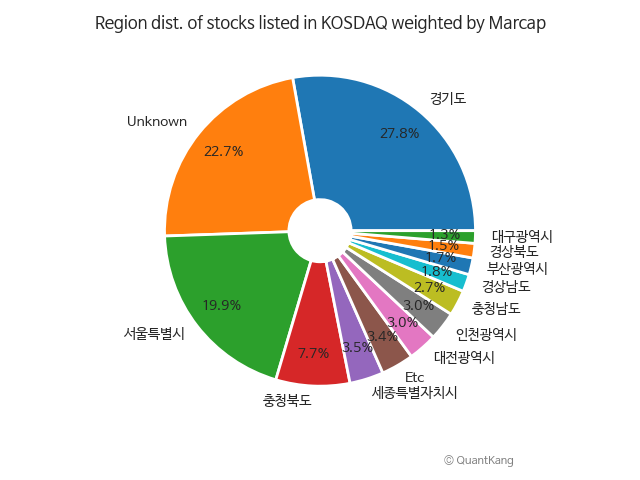 Region dist. of stocks listed in KOSDAQ weighted by Marcap
경기도
27.8%
Unknown
22.7%
서울특별시
19.9%
충청북도
7.7%
세종특별자치시
3.5%
Etc
3.4%
대전광역시
3.0%
인천광역시
3.0%
충청남도
2.7%
경상남도
1.8%
부산광역시
1.7%
경상북도
1.5%
대구광역시
1.3%
© QuantKang